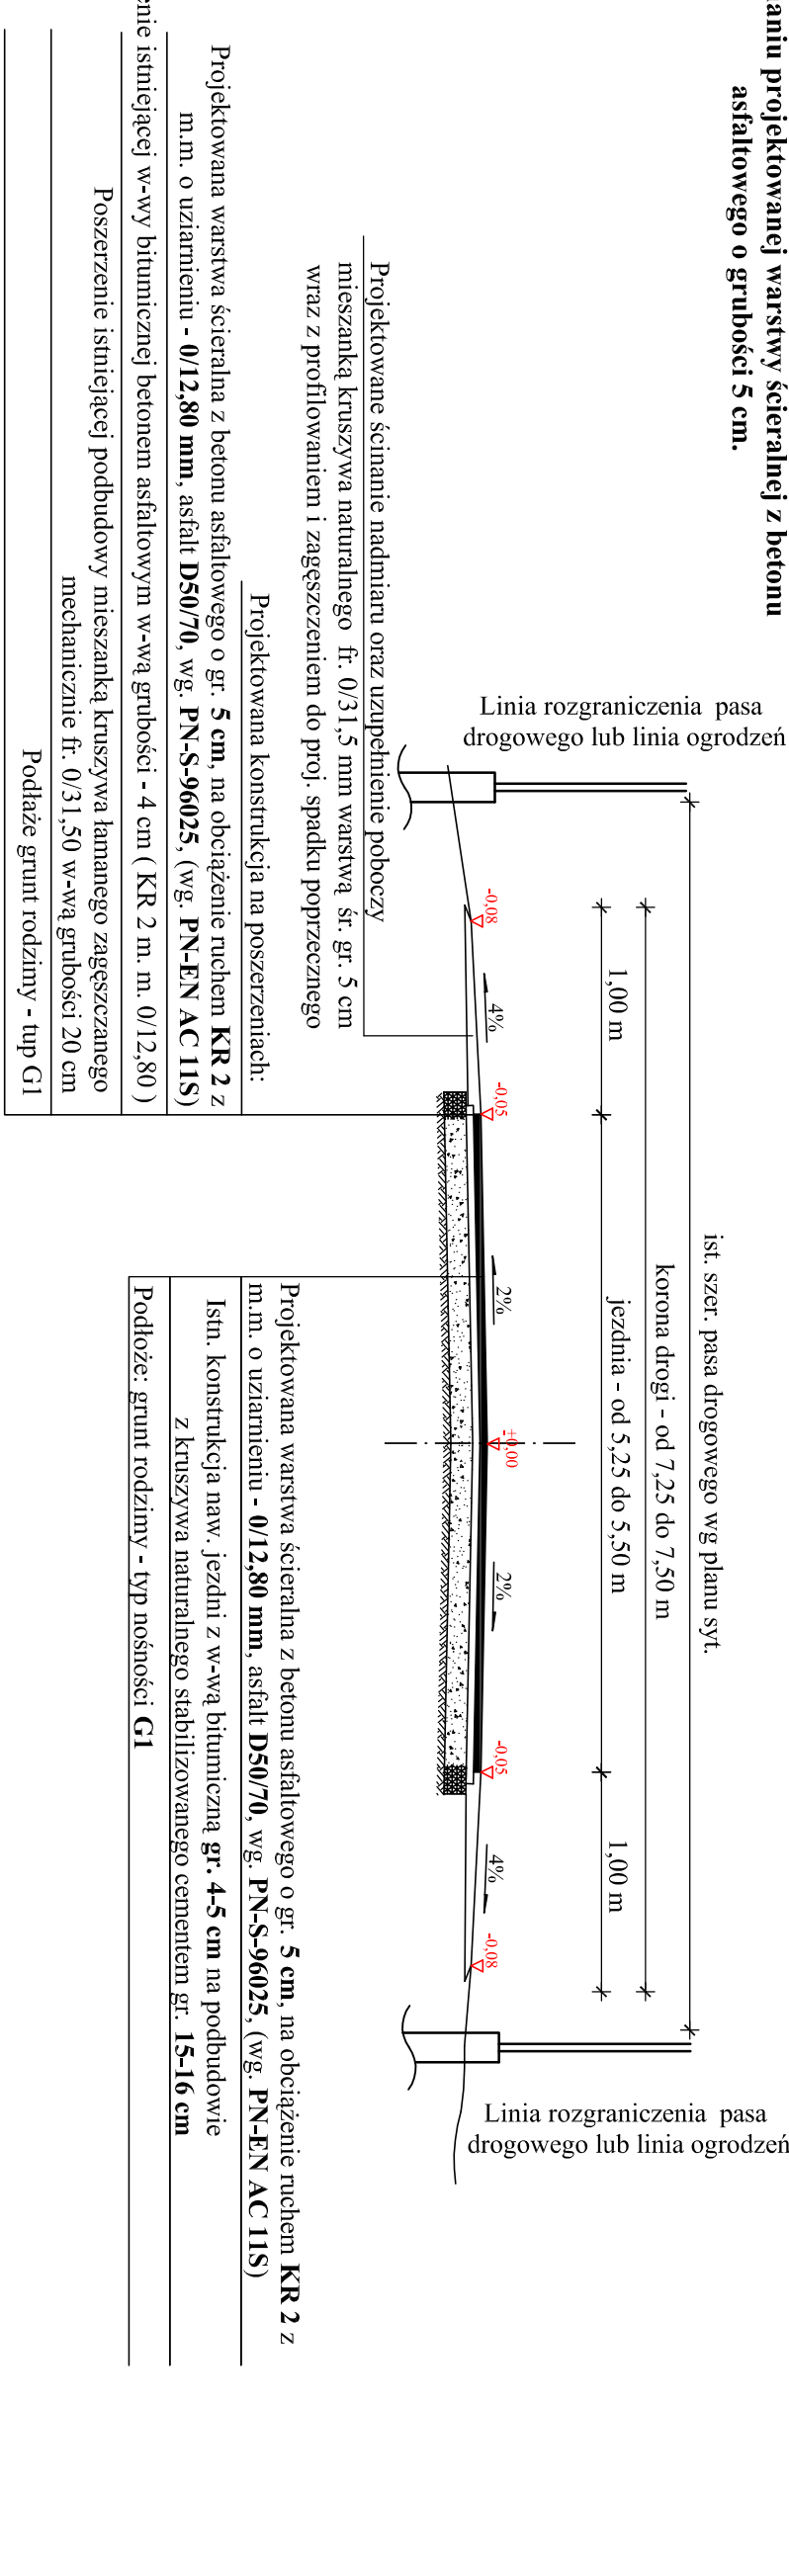 aniu projektowanej warstwy ścieralnej z betonu
asfaltowego o grubości 5 cm.
Linia rozgraniczenia pasa
drogowego lub linia ogrodzeń
Linia rozgraniczenia pasa
drogowego lub linia ogrodzeń
ist. szer. pasa drogowego wg planu syt.
korona drogi - od 7,25 do 7,50 m
1,00 m
jezdnia - od 5,25 do 5,50 m
1,00 m
-0,08
4%
-0,05
2%
+0,00
2%
-0,05
4%
-0,08
Projektowane ścinanie nadmiaru oraz uzupełnienie poboczy
mieszanką kruszywa naturalnego fr. 0/31,5 mm warstwą śr. gr. 5 cm
wraz z profilowaniem i zagęszczeniem do proj. spadku poprzecznego
Projektowana konstrukcja na poszerzeniach:
Projektowana warstwa ścieralna z betonu asfaltowego o gr. 5 cm, na obciążenie ruchem KR 2 z
m.m. o uziarnieniu - 0/12,80 mm, asfalt D50/70, wg. PN-S-96025, (wg. PN-EN AC 11S)
enie istniejącej w-wy bitumicznej betonem asfaltowym w-wą grubości - 4 cm ( KR 2 m. m. 0/12,80 )
Poszerzenie istniejącej podbudowy mieszanką kruszywa łamanego zagęszczanego
mechanicznie fr. 0/31,50 w-wą grubości 20 cm
Podłaże grunt rodzimy - tup G1
Projektowana warstwa ścieralna z betonu asfaltowego o gr. 5 cm, na obciążenie ruchem KR 2 z
m.m. o uziarnieniu - 0/12,80 mm, asfalt D50/70, wg. PN-S-96025, (wg. PN-EN AC 11S)
Istn. konstrukcja naw. jezdni z w-wą bitumiczną gr. 4-5 cm na podbudowie
z kruszywa naturalnego stabilizowanego cementem gr. 15-16 cm
Podłoże: grunt rodzimy - typ nośności G1